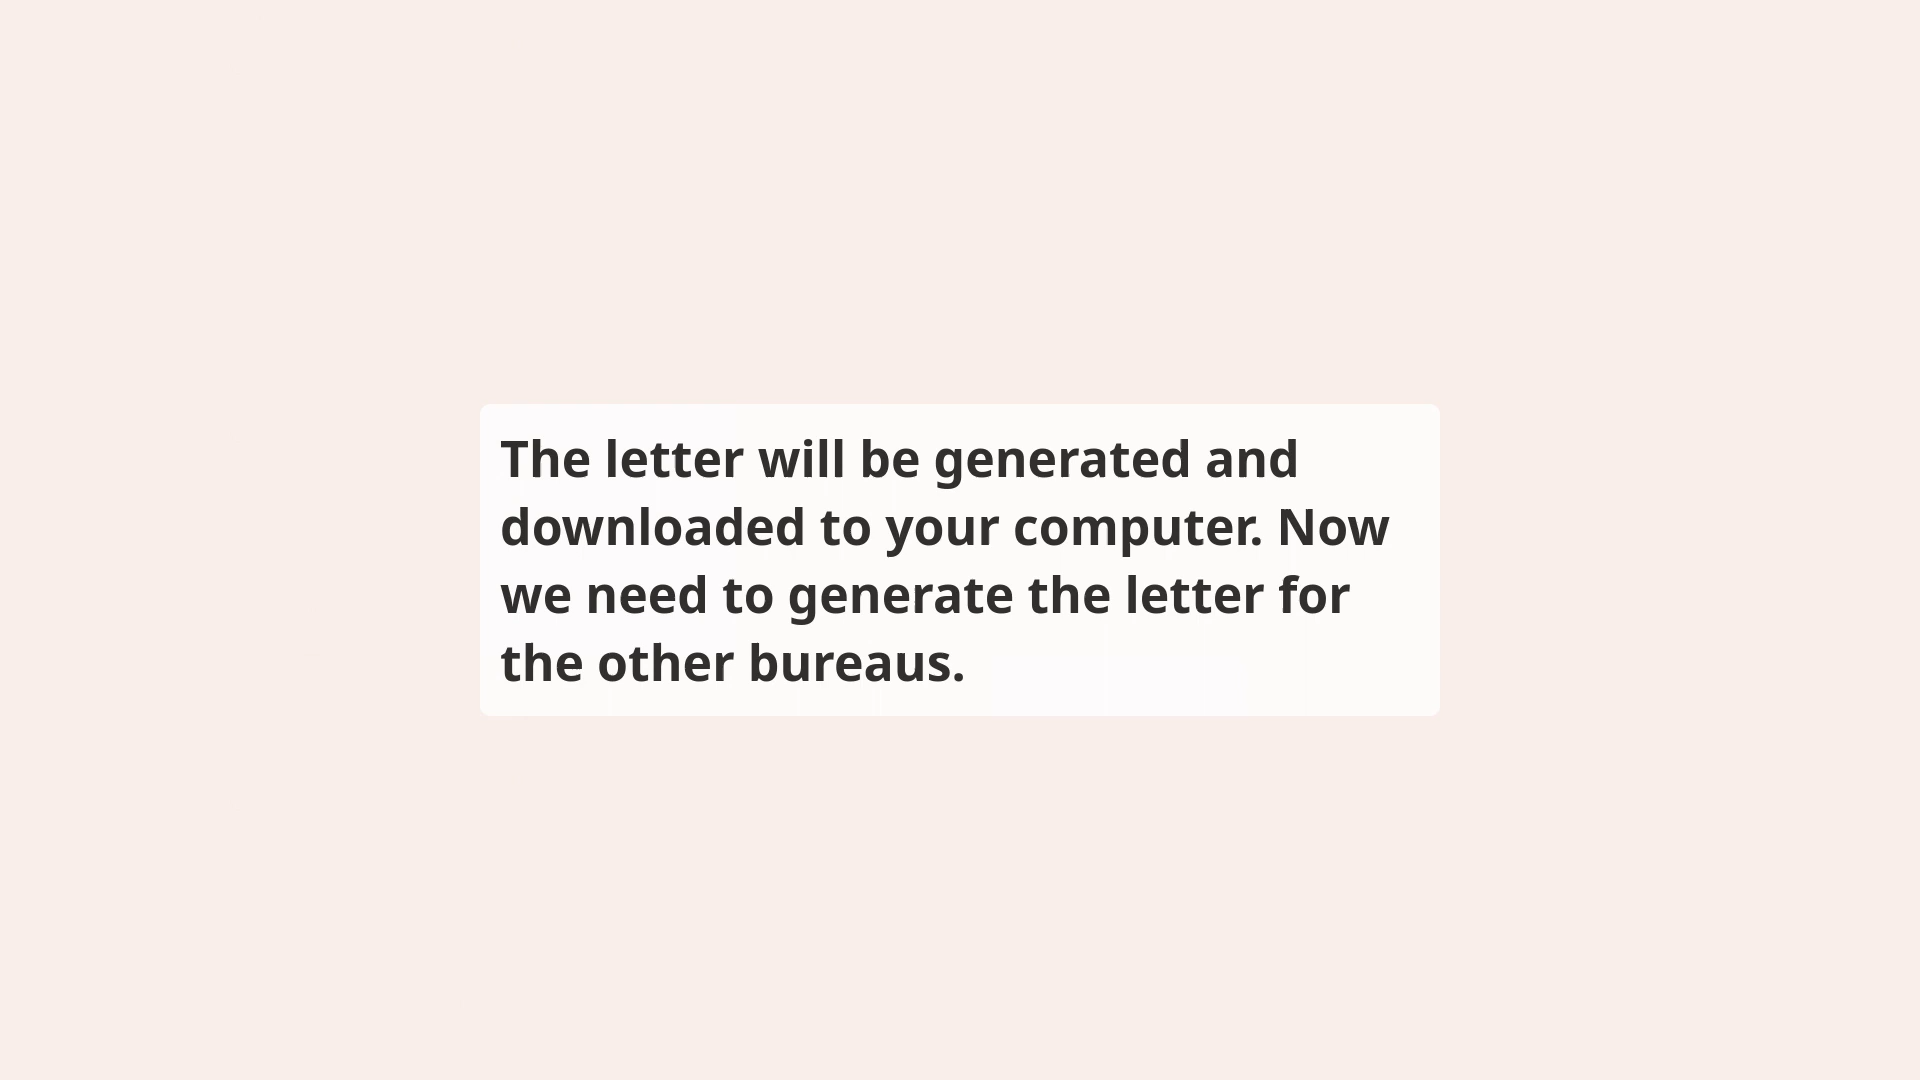 The letter will be generated and
downloaded to your computer. Now
we need to generate the letter for
the other bureaus.